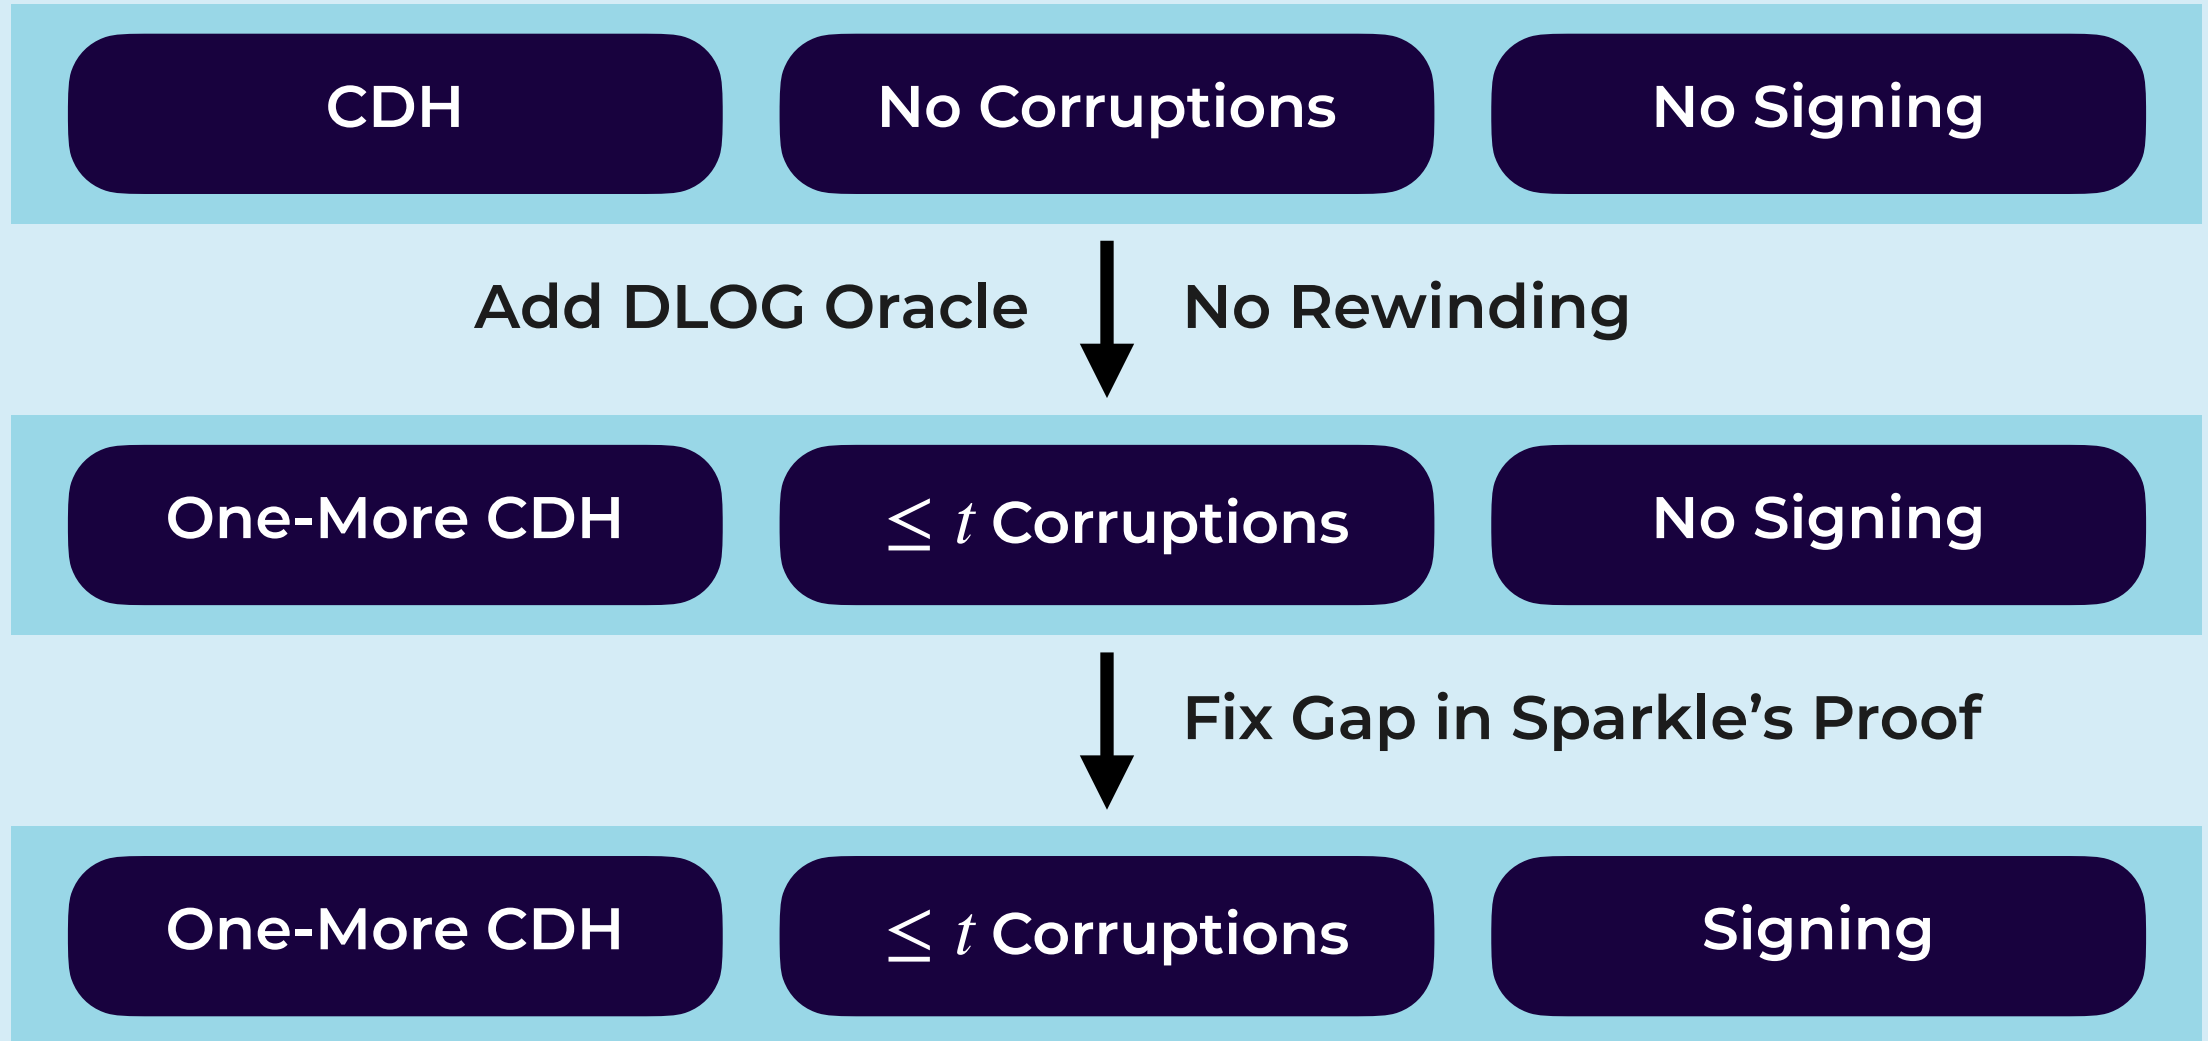 CDH
No Corruptions
No Signing
Add DLOG Oracle
No Rewinding
One-More CDH
≤ t Corruptions
No Signing
Fix Gap in Sparkle’s Proof
One-More CDH
≤ t Corruptions
Signing